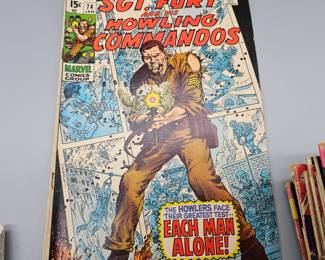 15¢
74
JAN
SGT. FURY
AND HIS
HOWLING
COMMANDOS
MARVEL
COMICS
GROUP
THE HOWLERS FACE
THEIR GREATEST TEST...
EACH MAN
ALONE!